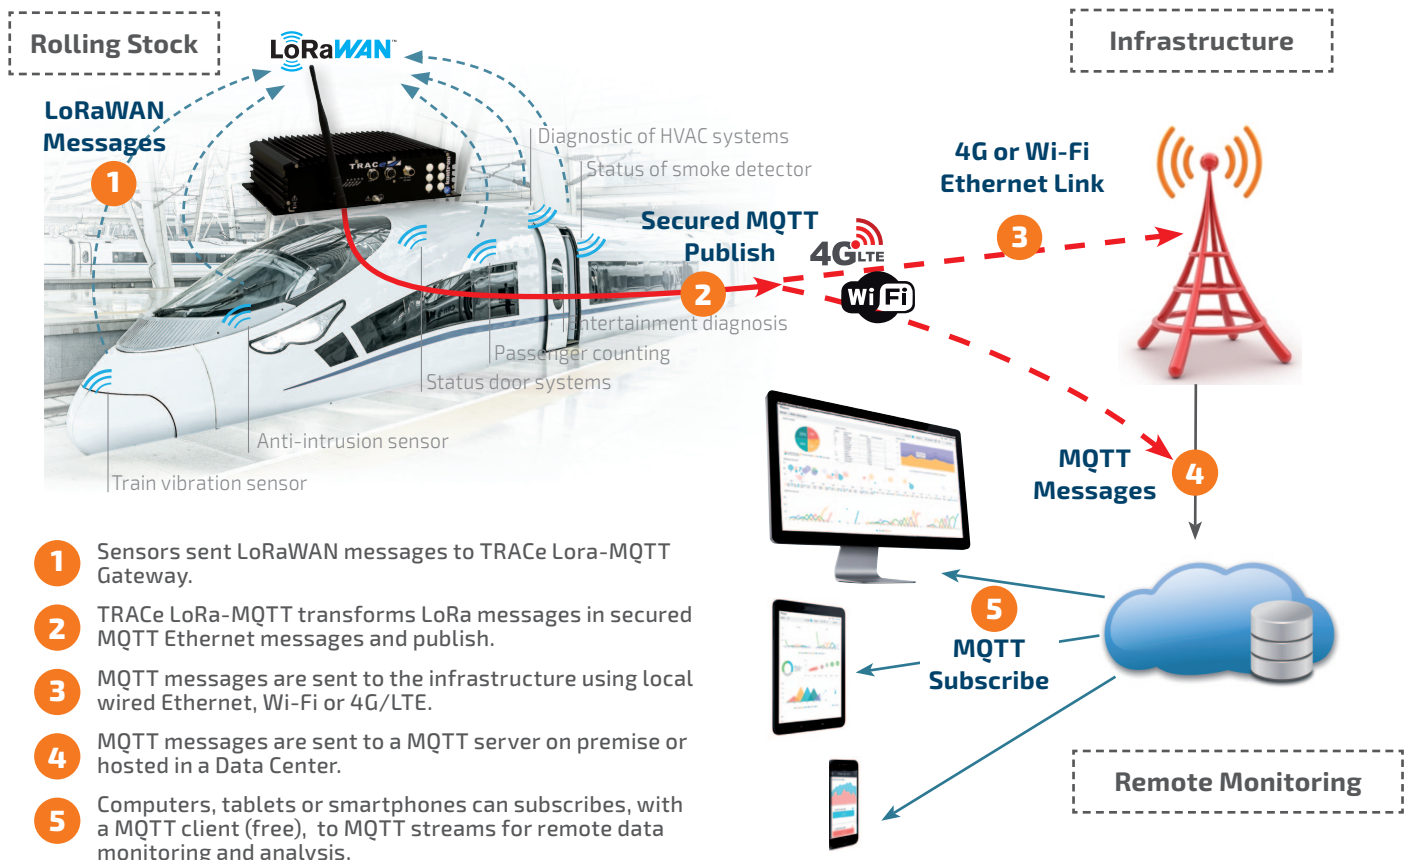 Rolling Stock
LoRaWAN
Infrastructure
LoRaWAN
Messages
1
TRACe
Diagnostic of HVAC systems
Status of smoke detector
4G or Wi-Fi
Ethernet Link
3
Secured MQTT
Publish
2
4G LTE
Wi Fi
Entertainment diagnosis
Passenger counting
Status door systems
Anti-intrusion sensor
Train vibration sensor
MQTT
Messages
4
1 Sensors sent LoRaWAN messages to TRACe Lora-MQTT
Gateway.
2 TRACe LoRa-MQTT transforms LoRa messages in secured
MQTT Ethernet messages and publish.
3 MQTT messages are sent to the infrastructure using local
wired Ethernet, Wi-Fi or 4G/LTE.
4 MQTT messages are sent to a MQTT server on premise or
hosted in a Data Center.
5 Computers, tablets or smartphones can subscribes, with
a MQTT client (free), to MQTT streams for remote data
monitoring and analysis.
5
MQTT
Subscribe
Remote Monitoring